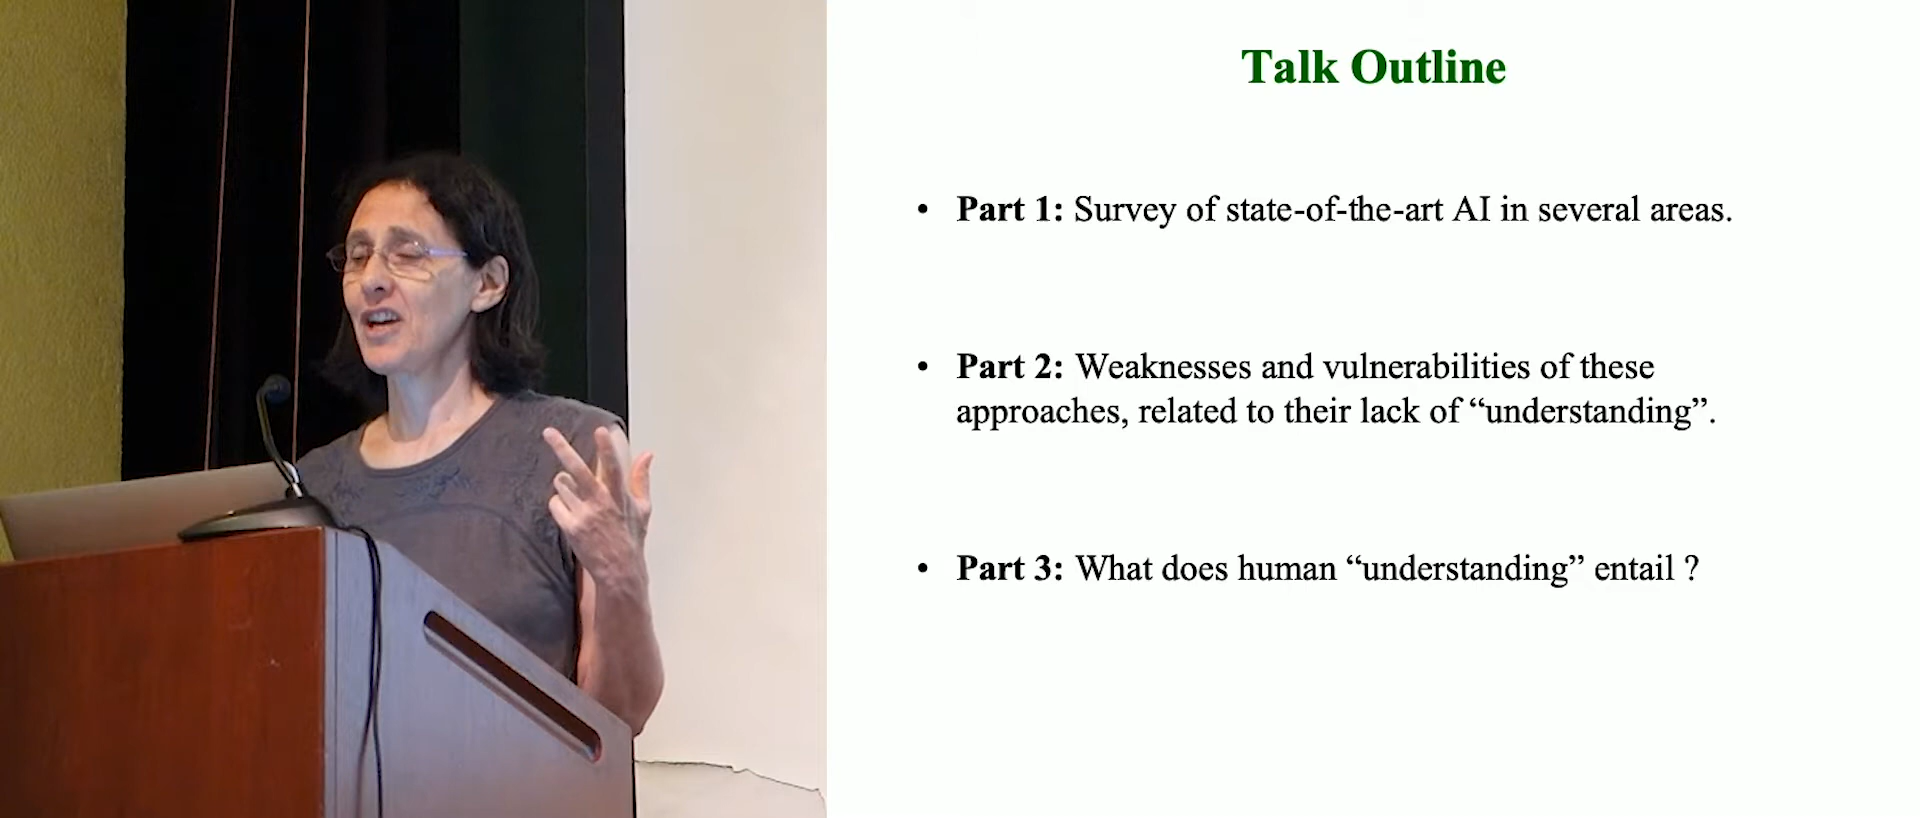 Talk Outline
• Part 1: Survey of state-of-the-art AI in several areas.
• Part 2: Weaknesses and vulnerabilities of these
approaches, related to their lack of “understanding”.
• Part 3: What does human “understanding” entail ?